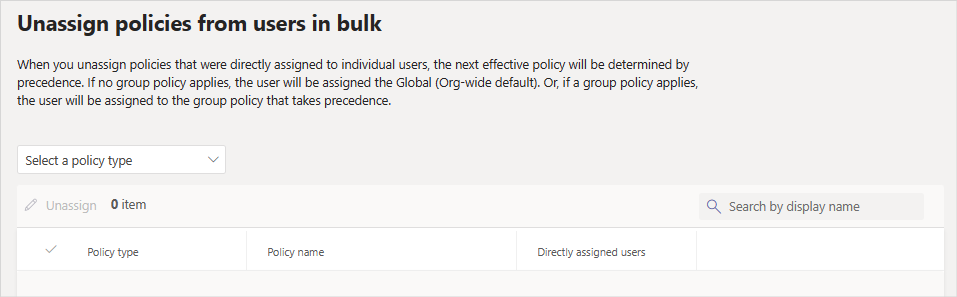 Unassign policies from users in bulk
When you unassign policies that were directly assigned to individual users, the next effective policy will be determined by
precedence. If no group policy applies, the user will be assigned the Global (Org-wide default). Or, if a group policy applies,
the user will be assigned to the group policy that takes precedence.
Select a policy type
Unassign 0 item Search by display name
Policy type Policy name Directly assigned users